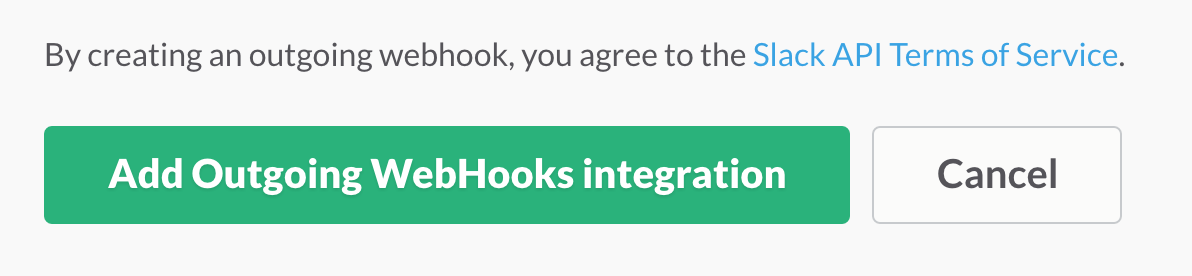 By creating an outgoing webhook, you agree to the Slack API Terms of Service.
Add Outgoing WebHooks integration
Cancel